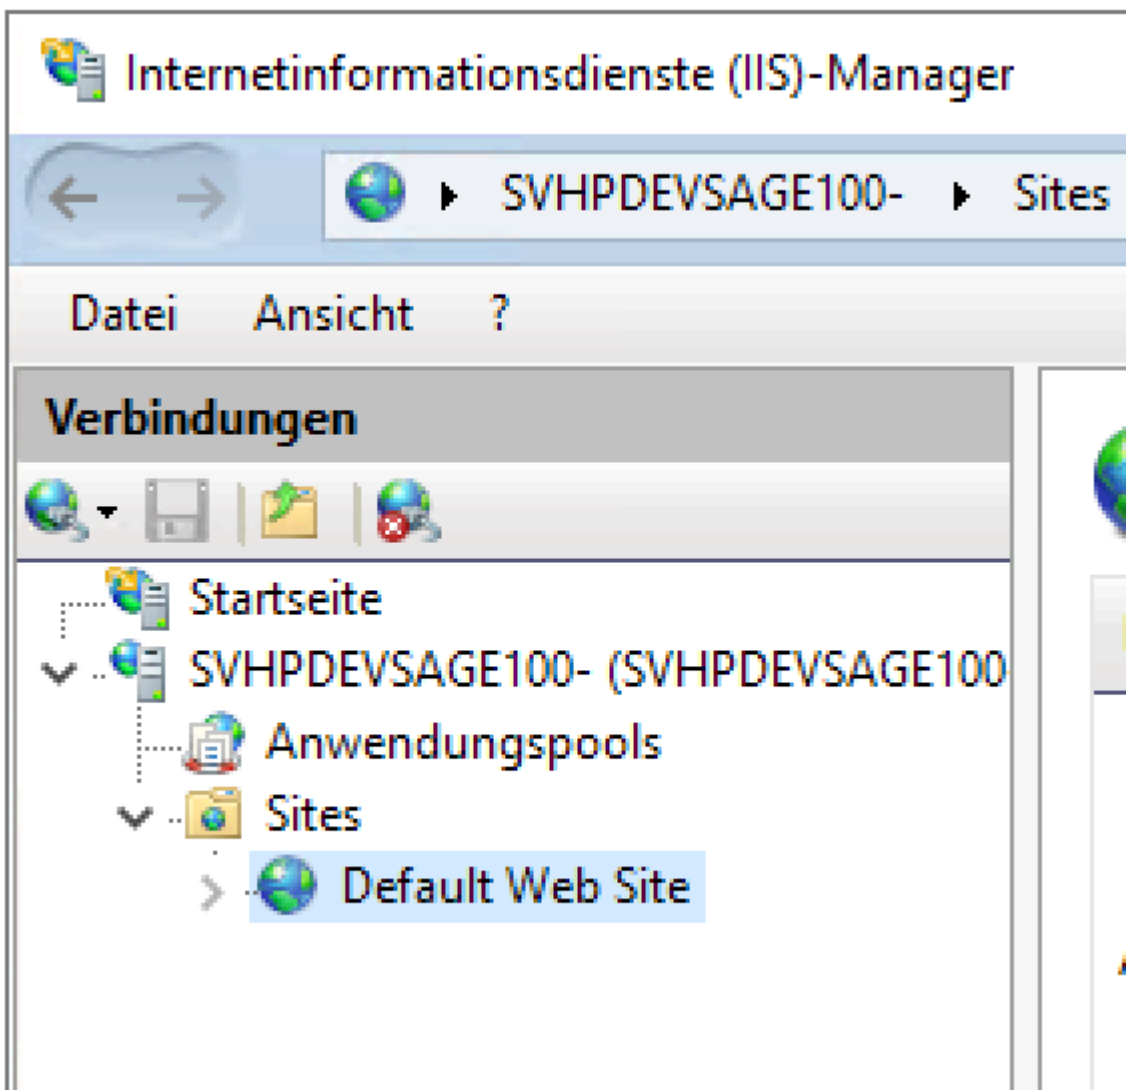 Internetinformationsdienste (IIS)-Manager
SVHPDEVSAGE100- Sites
Datei Ansicht ?
Verbindungen
Startseite
SVHPDEVSAGE100- (SVHPDEVSAGE100-
Anwendungspools
Sites
Default Web Site